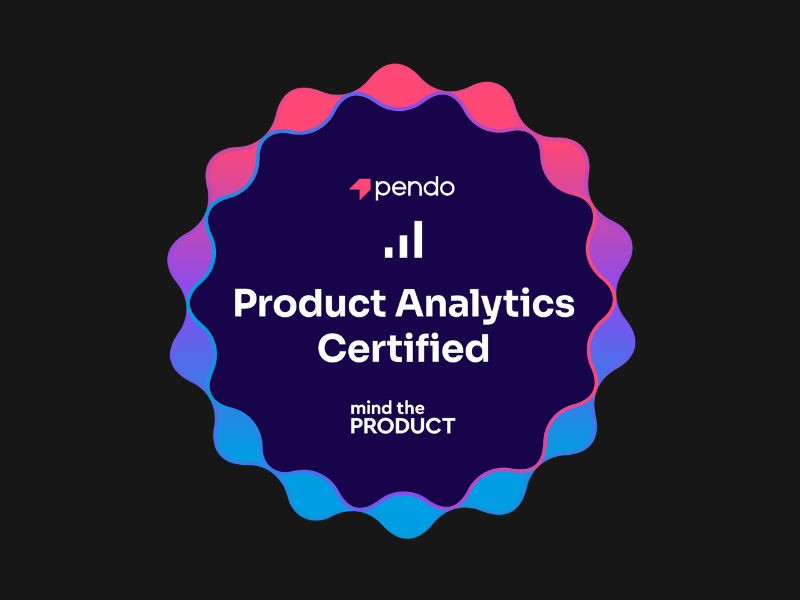 pendo
Product Analytics
Certified
mind the
PRODUCT